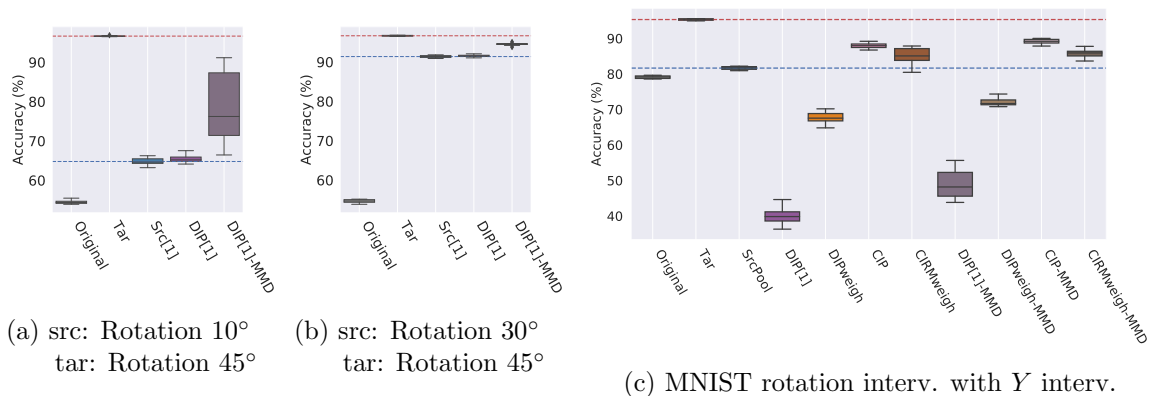 Accuracy (%)
90
80
70
60
Original
Tar
Src[1]
DIP[1]
DIP[1]-MMD
(a) src: Rotation 10°
tar: Rotation 45°
Accuracy (%)
90
80
70
60
Original
Tar
Src[1]
DIP[1]
DIP[1]-MMD
(b) src: Rotation 30°
tar: Rotation 45°
Accuracy (%)
90
80
70
60
50
40
Original
Tar
SrcPool
DIP[1]
DIPweigh
CIP
CIRMweigh
DIP[1]-MMD
DIPweigh-MMD
CIP-MMD
CIRMweigh-MMD
(c) MNIST rotation interv. with Y interv.